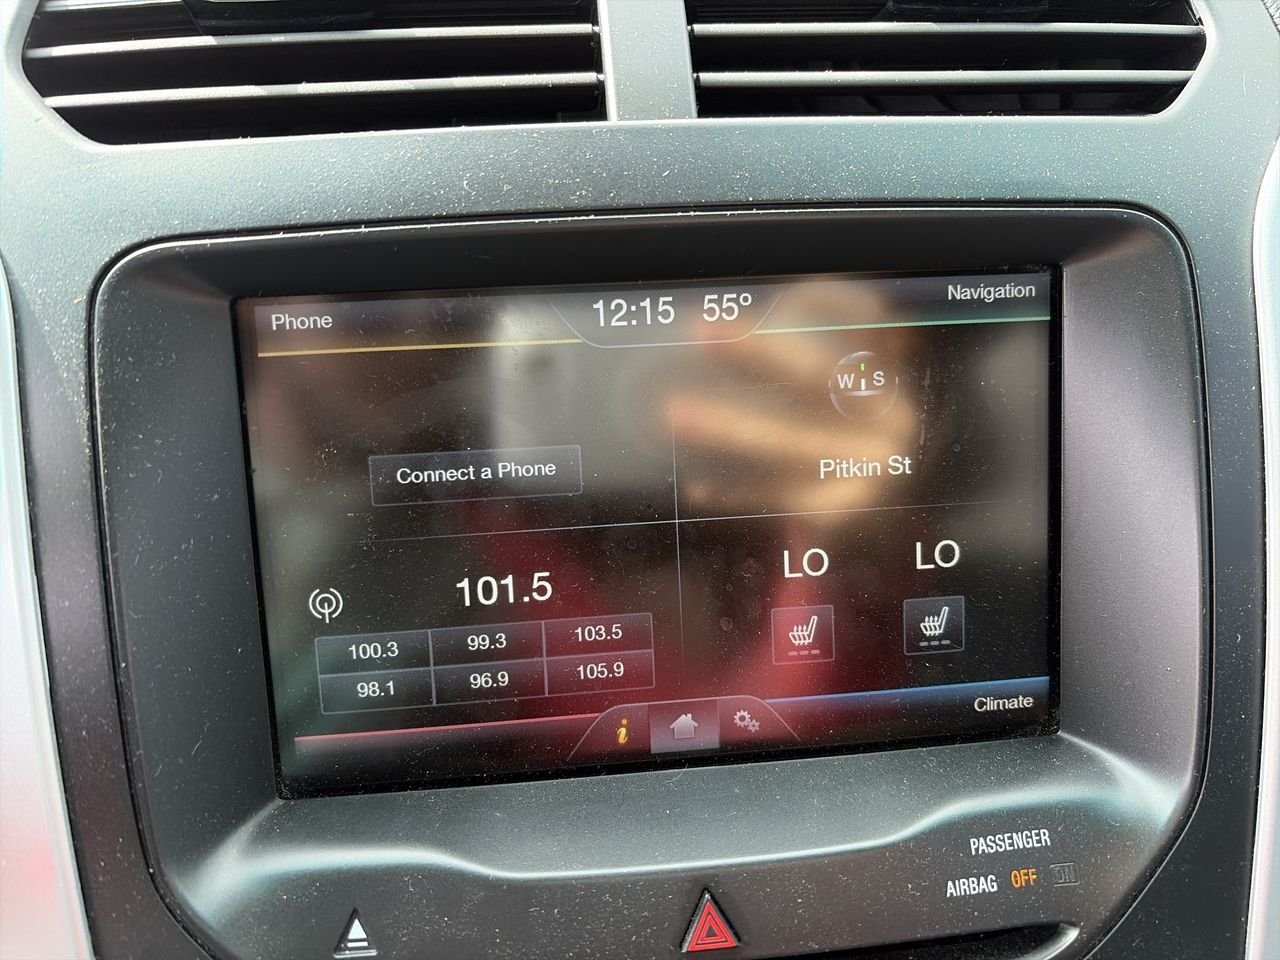 Phone
12:15 55°
Navigation
W S
Connect a Phone
Pitkin St
101.5
LO LO
100.3 99.3 103.5
98.1 96.9 105.9
i
Climate
PASSENGER
AIRBAG OFF ON